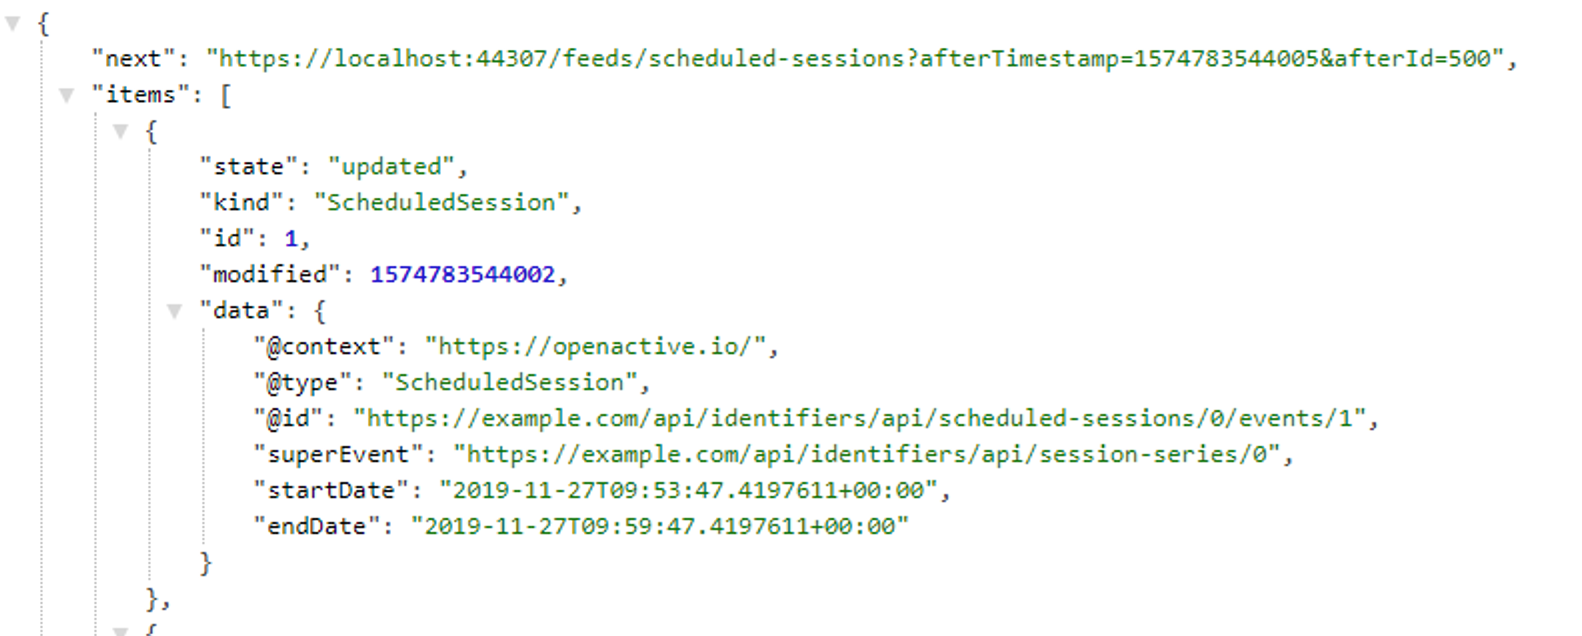 {
"next": "https://localhost:44307/feeds/scheduled-sessions?afterTimestamp=1574783544005&afterId=500",
"items": [
{
"state": "updated",
"kind": "ScheduledSession",
"id": 1,
"modified": 1574783544002,
"data": {
"@context": "https://openactive.io/",
"@type": "ScheduledSession",
"@id": "https://example.com/api/identifiers/api/scheduled-sessions/0/events/1",
"superEvent": "https://example.com/api/identifiers/api/session-series/0",
"startDate": "2019-11-27T09:53:47.4197611+00:00",
"endDate": "2019-11-27T09:59:47.4197611+00:00"
}
},
{